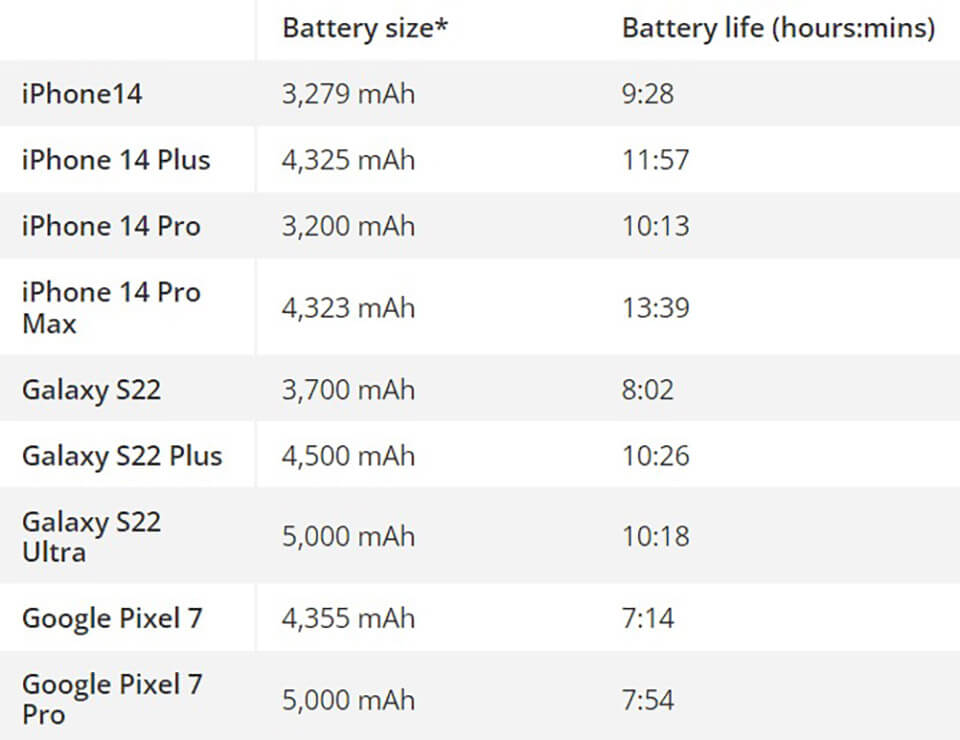 Battery size* Battery life (hours:mins)
iPhone14 3,279 mAh 9:28
iPhone 14 Plus 4,325 mAh 11:57
iPhone 14 Pro 3,200 mAh 10:13
iPhone 14 Pro
Max 4,323 mAh 13:39
Galaxy S22 3,700 mAh 8:02
Galaxy S22 Plus 4,500 mAh 10:26
Galaxy S22
Ultra 5,000 mAh 10:18
Google Pixel 7 4,355 mAh 7:14
Google Pixel 7
Pro 5,000 mAh 7:54